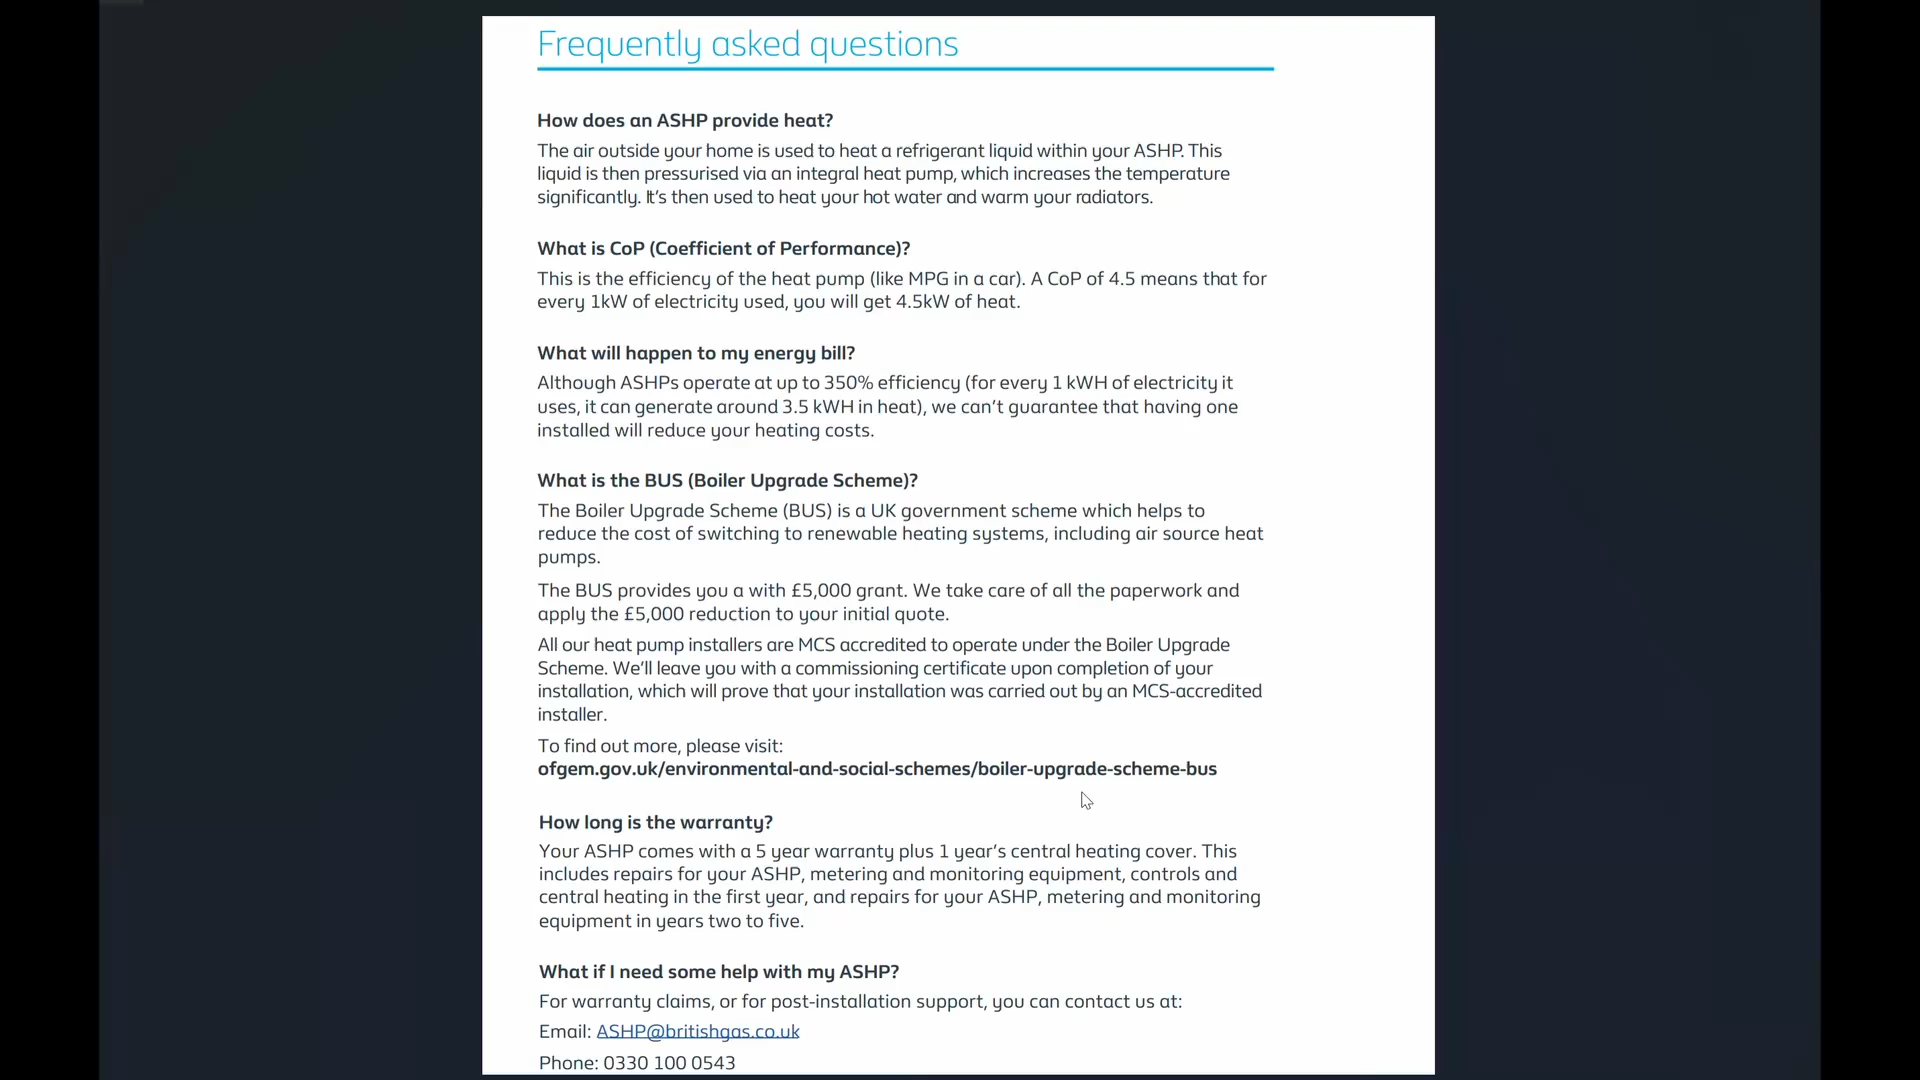 Frequently asked questions
How does an ASHP provide heat?
The air outside your home is used to heat a refrigerant liquid within your ASHP. This
liquid is then pressurised via an integral heat pump, which increases the temperature
significantly. It's then used to heat your hot water and warm your radiators.
What is CoP (Coefficient of Performance)?
This is the efficiency of the heat pump (like MPG in a car). A CoP of 4.5 means that for
every 1kW of electricity used, you will get 4.5kW of heat.
What will happen to my energy bill?
Although ASHPs operate at up to 350% efficiency (for every 1 kWH of electricity it
uses, it can generate around 3.5 kWH in heat), we can't guarantee that having one
installed will reduce your heating costs.
What is the BUS (Boiler Upgrade Scheme)?
The Boiler Upgrade Scheme (BUS) is a UK government scheme which helps to
reduce the cost of switching to renewable heating systems, including air source heat
pumps.
The BUS provides you a with £5,000 grant. We take care of all the paperwork and
apply the £5,000 reduction to your initial quote.
All our heat pump installers are MCS accredited to operate under the Boiler Upgrade
Scheme. We'll leave you with a commissioning certificate upon completion of your
installation, which will prove that your installation was carried out by an MCS-accredited
installer.
To find out more, please visit:
ofgem.gov.uk/environmental-and-social-schemes/boiler-upgrade-scheme-bus
How long is the warranty?
Your ASHP comes with a 5 year warranty plus 1 year's central heating cover. This
includes repairs for your ASHP, metering and monitoring equipment, controls and
central heating in the first year, and repairs for your ASHP, metering and monitoring
equipment in years two to five.
What if I need some help with my ASHP?
For warranty claims, or for post-installation support, you can contact us at:
Email: ASHP@britishgas.co.uk
Phone: 0330 100 0543